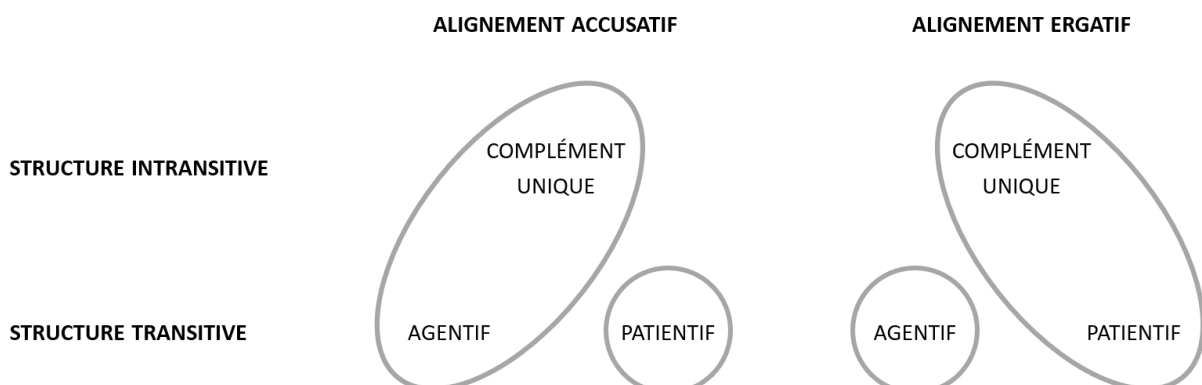 ALIGNEMENT ACCUSATIF
ALIGNEMENT ERGATIF
STRUCTURE INTRANSITIVE
COMPLÉMENT
UNIQUE
COMPLÉMENT
UNIQUE
STRUCTURE TRANSITIVE
AGENTIF
PATIENTIF
AGENTIF
PATIENTIF